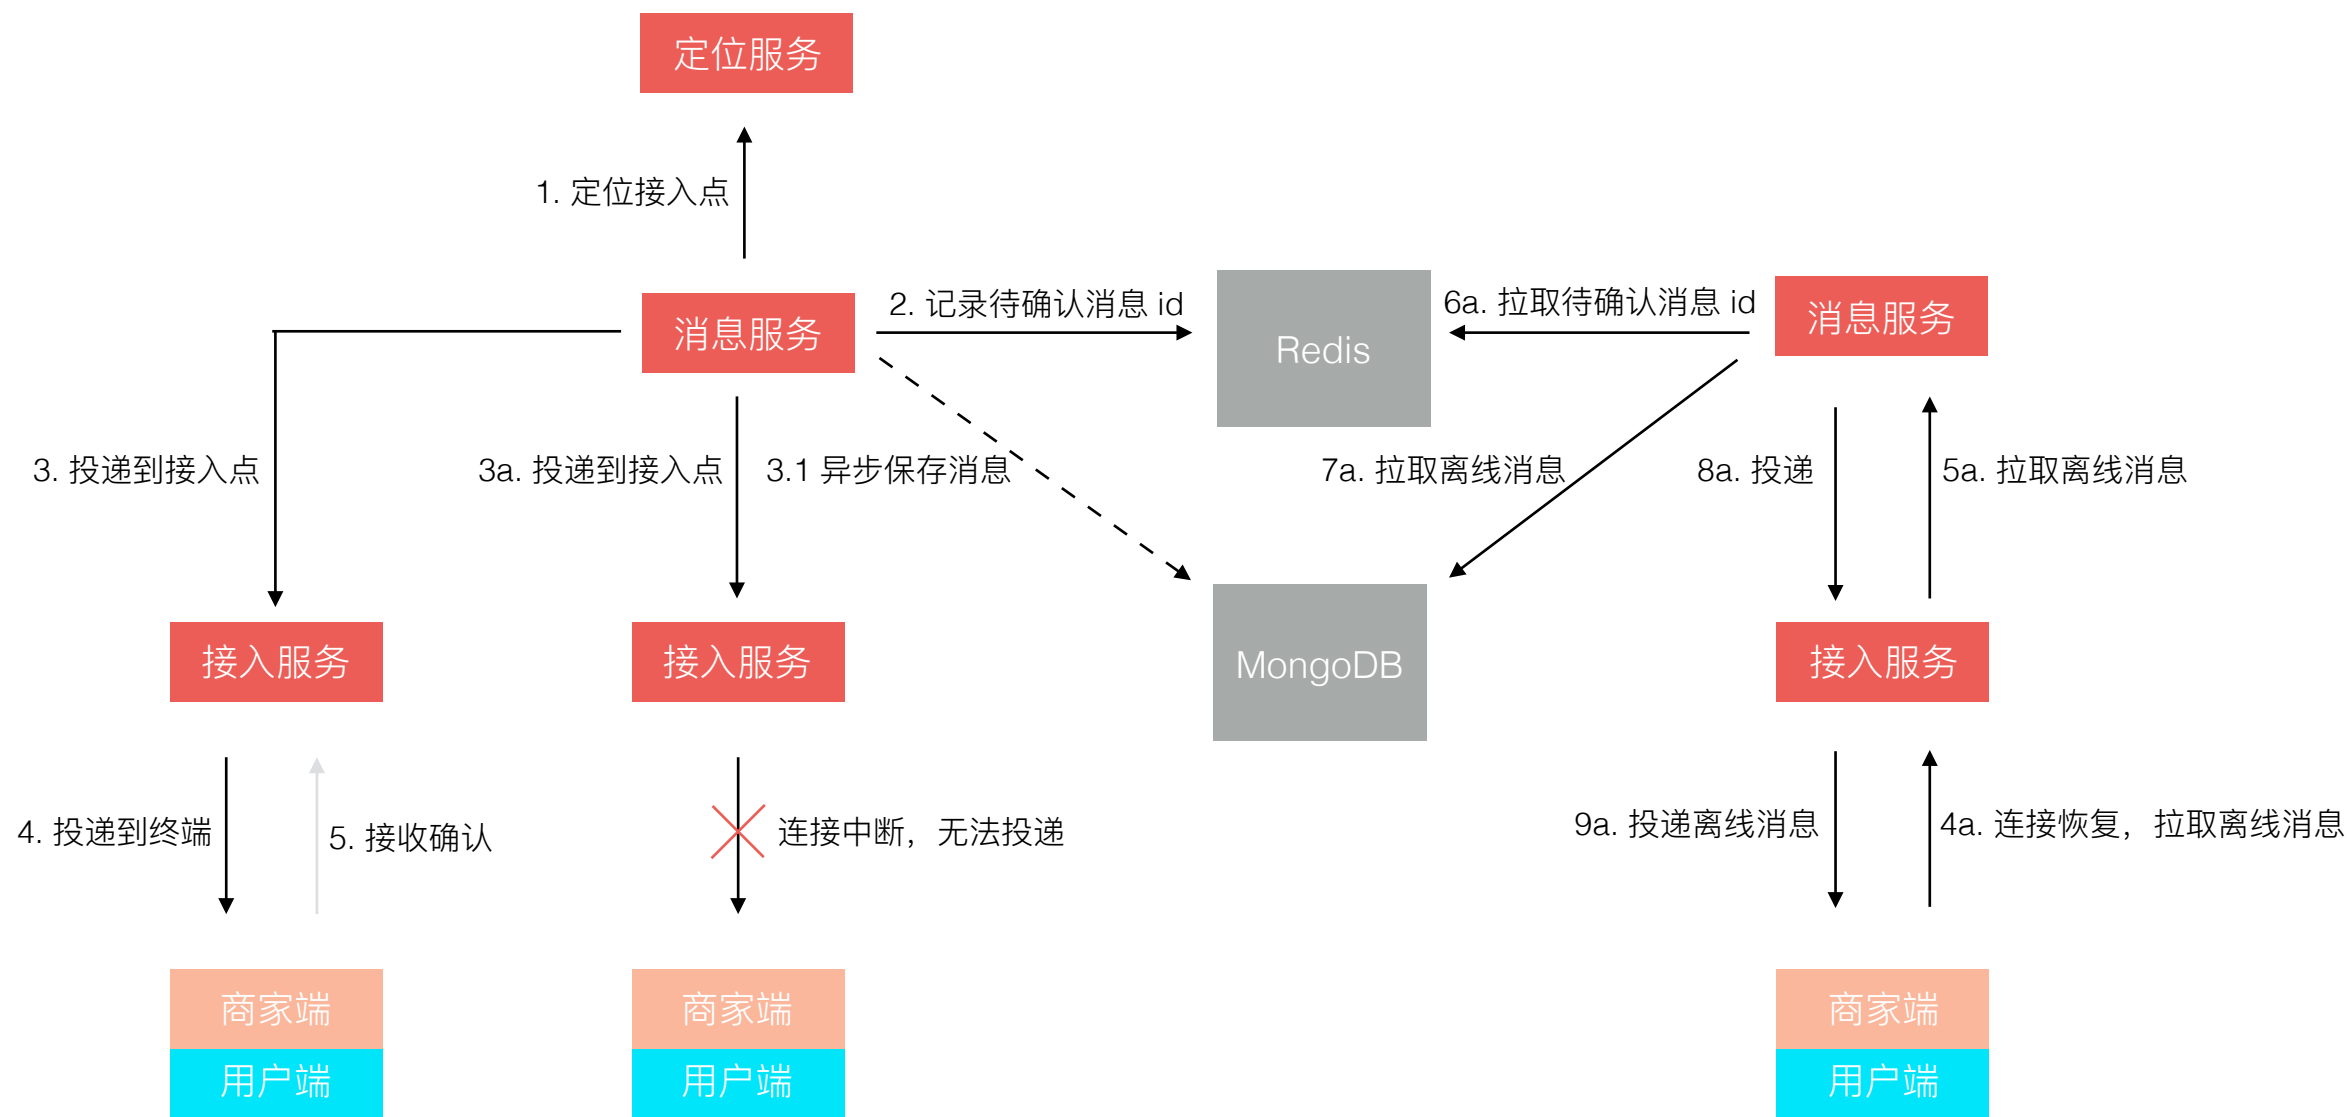 定位服务
1. 定位接入点
消息服务
2. 记录待确认消息 id
Redis
6a. 拉取待确认消息 id
消息服务
3. 投递到接入点
3a. 投递到接入点
3.1 异步保存消息
7a. 拉取离线消息
8a. 投递
5a. 拉取离线消息
接入服务
接入服务
MongoDB
接入服务
4. 投递到终端
5. 接收确认
连接中断，无法投递
9a. 投递离线消息
4a. 连接恢复，拉取离线消息
商家端
用户端
商家端
用户端
商家端
用户端